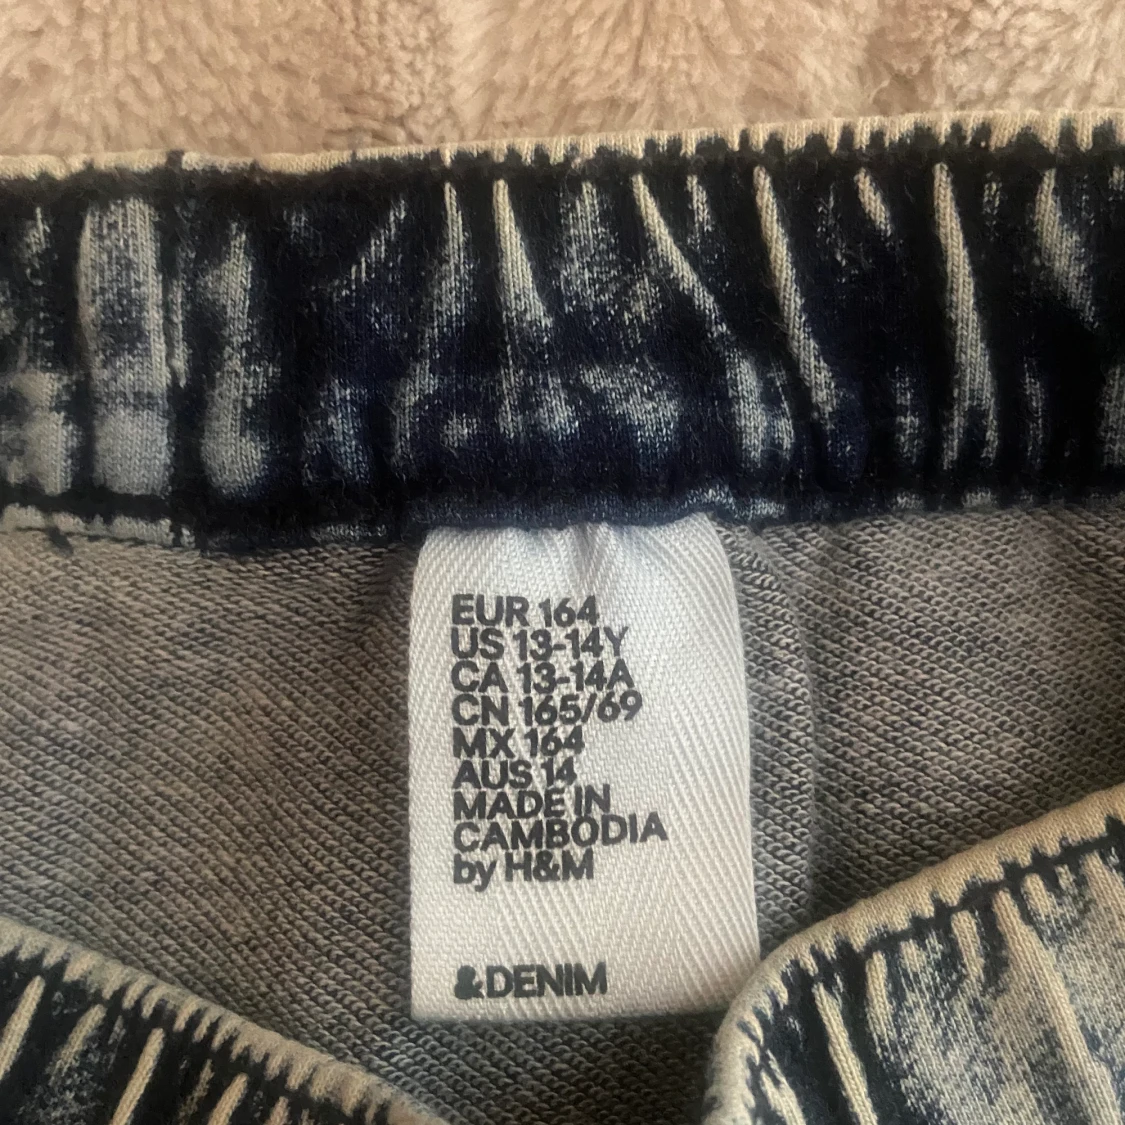 EUR 164
US 13-14Y
CA 13-14A
CN 165/69
MX 164
AUS 14
MADE IN
CAMBODIA
by H&M
&DENIM